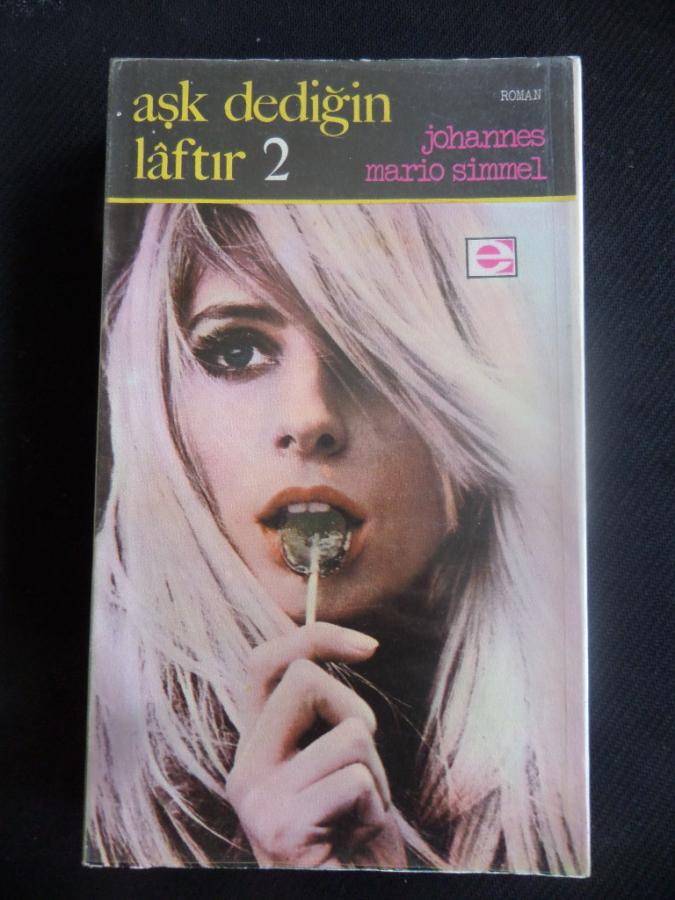 aşk dediğin
lâftır 2
ROMAN
johannes
mario simmel
e